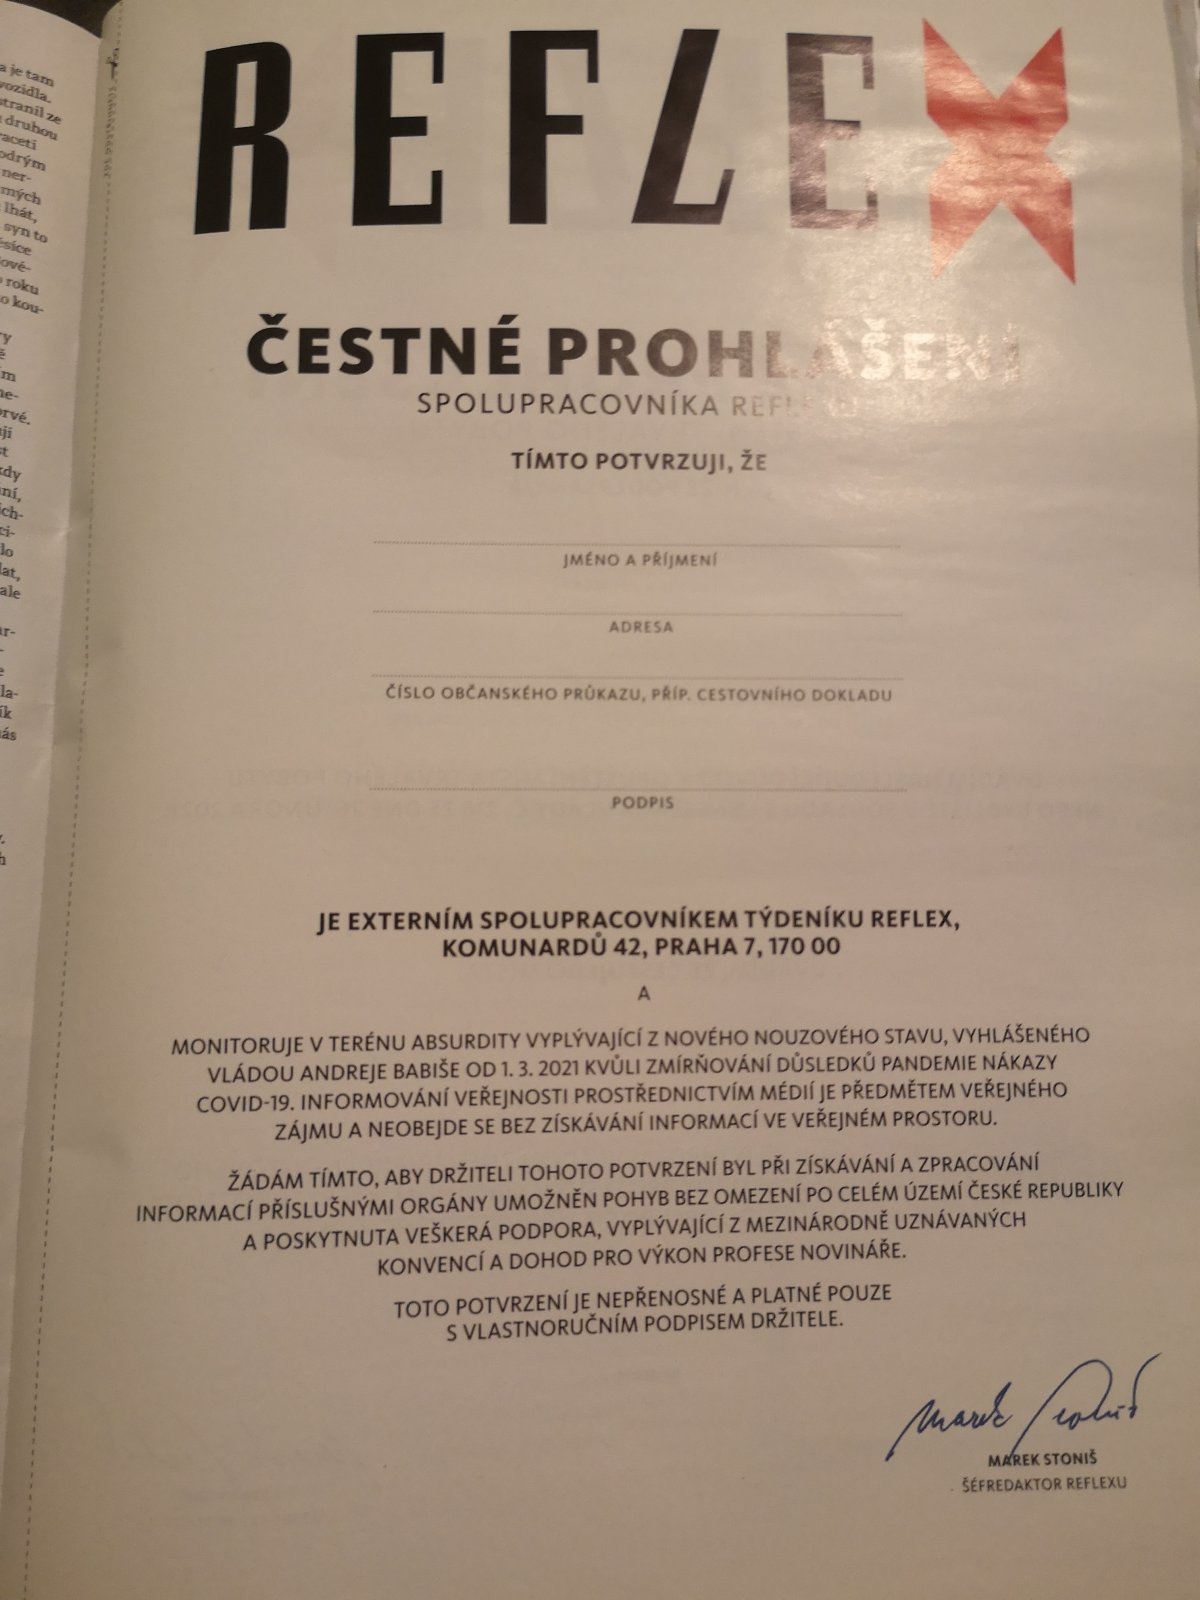 REFLEX
ČESTNÉ PROHLÁŠENÍ
SPOLUPRACOVNÍKA
TÍMTO POTVRZUJI, ŽE
JMÉNO A PŘÍJMENÍ
ADRESA
ČÍSLO OBČANSKÉHO PRŮKAZU, PŘÍP. CESTOVNÍHO DOKLADU
PODPIS
JE EXTERNÍM SPOLUPRACOVNÍKEM TÝDENÍKU REFLEX,
KOMUNARDŮ 42, PRAHA 7, 170 00
A
MONITORUJE V TERÉNU ABSURDITY VYPLÝVAJÍCÍ Z NOVÉHO NOUZOVÉHO STAVU, VYHLÁŠENÉHO
VLÁDOU ANDREJE BABIŠE OD 1. 3. 2021 KVŮLI ZMÍRŇOVÁNÍ DŮSLEDKŮ PANDEMIE NÁKAZY
COVID-19. INFORMOVÁNÍ VEŘEJNOSTI PROSTŘEDNICTVÍM MÉDIÍ JE PŘEDMĚTEM VEŘEJNÉHO
ZÁJMU A NEOBEJDE SE BEZ ZÍSKÁVÁNÍ INFORMACÍ VE VEŘEJNÉM PROSTORU.
ŽÁDÁM TÍMTO, ABY DRŽITELI TOHOTO POTVRZENÍ BYL PŘI ZÍSKÁVÁNÍ A ZPRACOVÁNÍ
INFORMACÍ PŘÍSLUŠNÝMI ORGÁNY UMOŽNĚN POHYB BEZ OMEZENÍ PO CELÉM ÚZEMÍ ČESKÉ REPUBLIKY
A POSKYTNUTA VEŠKERÁ PODPORA, VYPLÝVAJÍCÍ Z MEZINÁRODNĚ UZNÁVANÝCH
KONVENCÍ A DOHOD PRO VÝKON PROFESE NOVINÁŘE.
TOTO POTVRZENÍ JE NEPŘENOSNÉ A PLATNÉ POUZE
S VLASTNORUČNÍM PODPISEM DRŽITELE.
MAREK STONIŠ
ŠÉFREDAKTOR REFLEXU